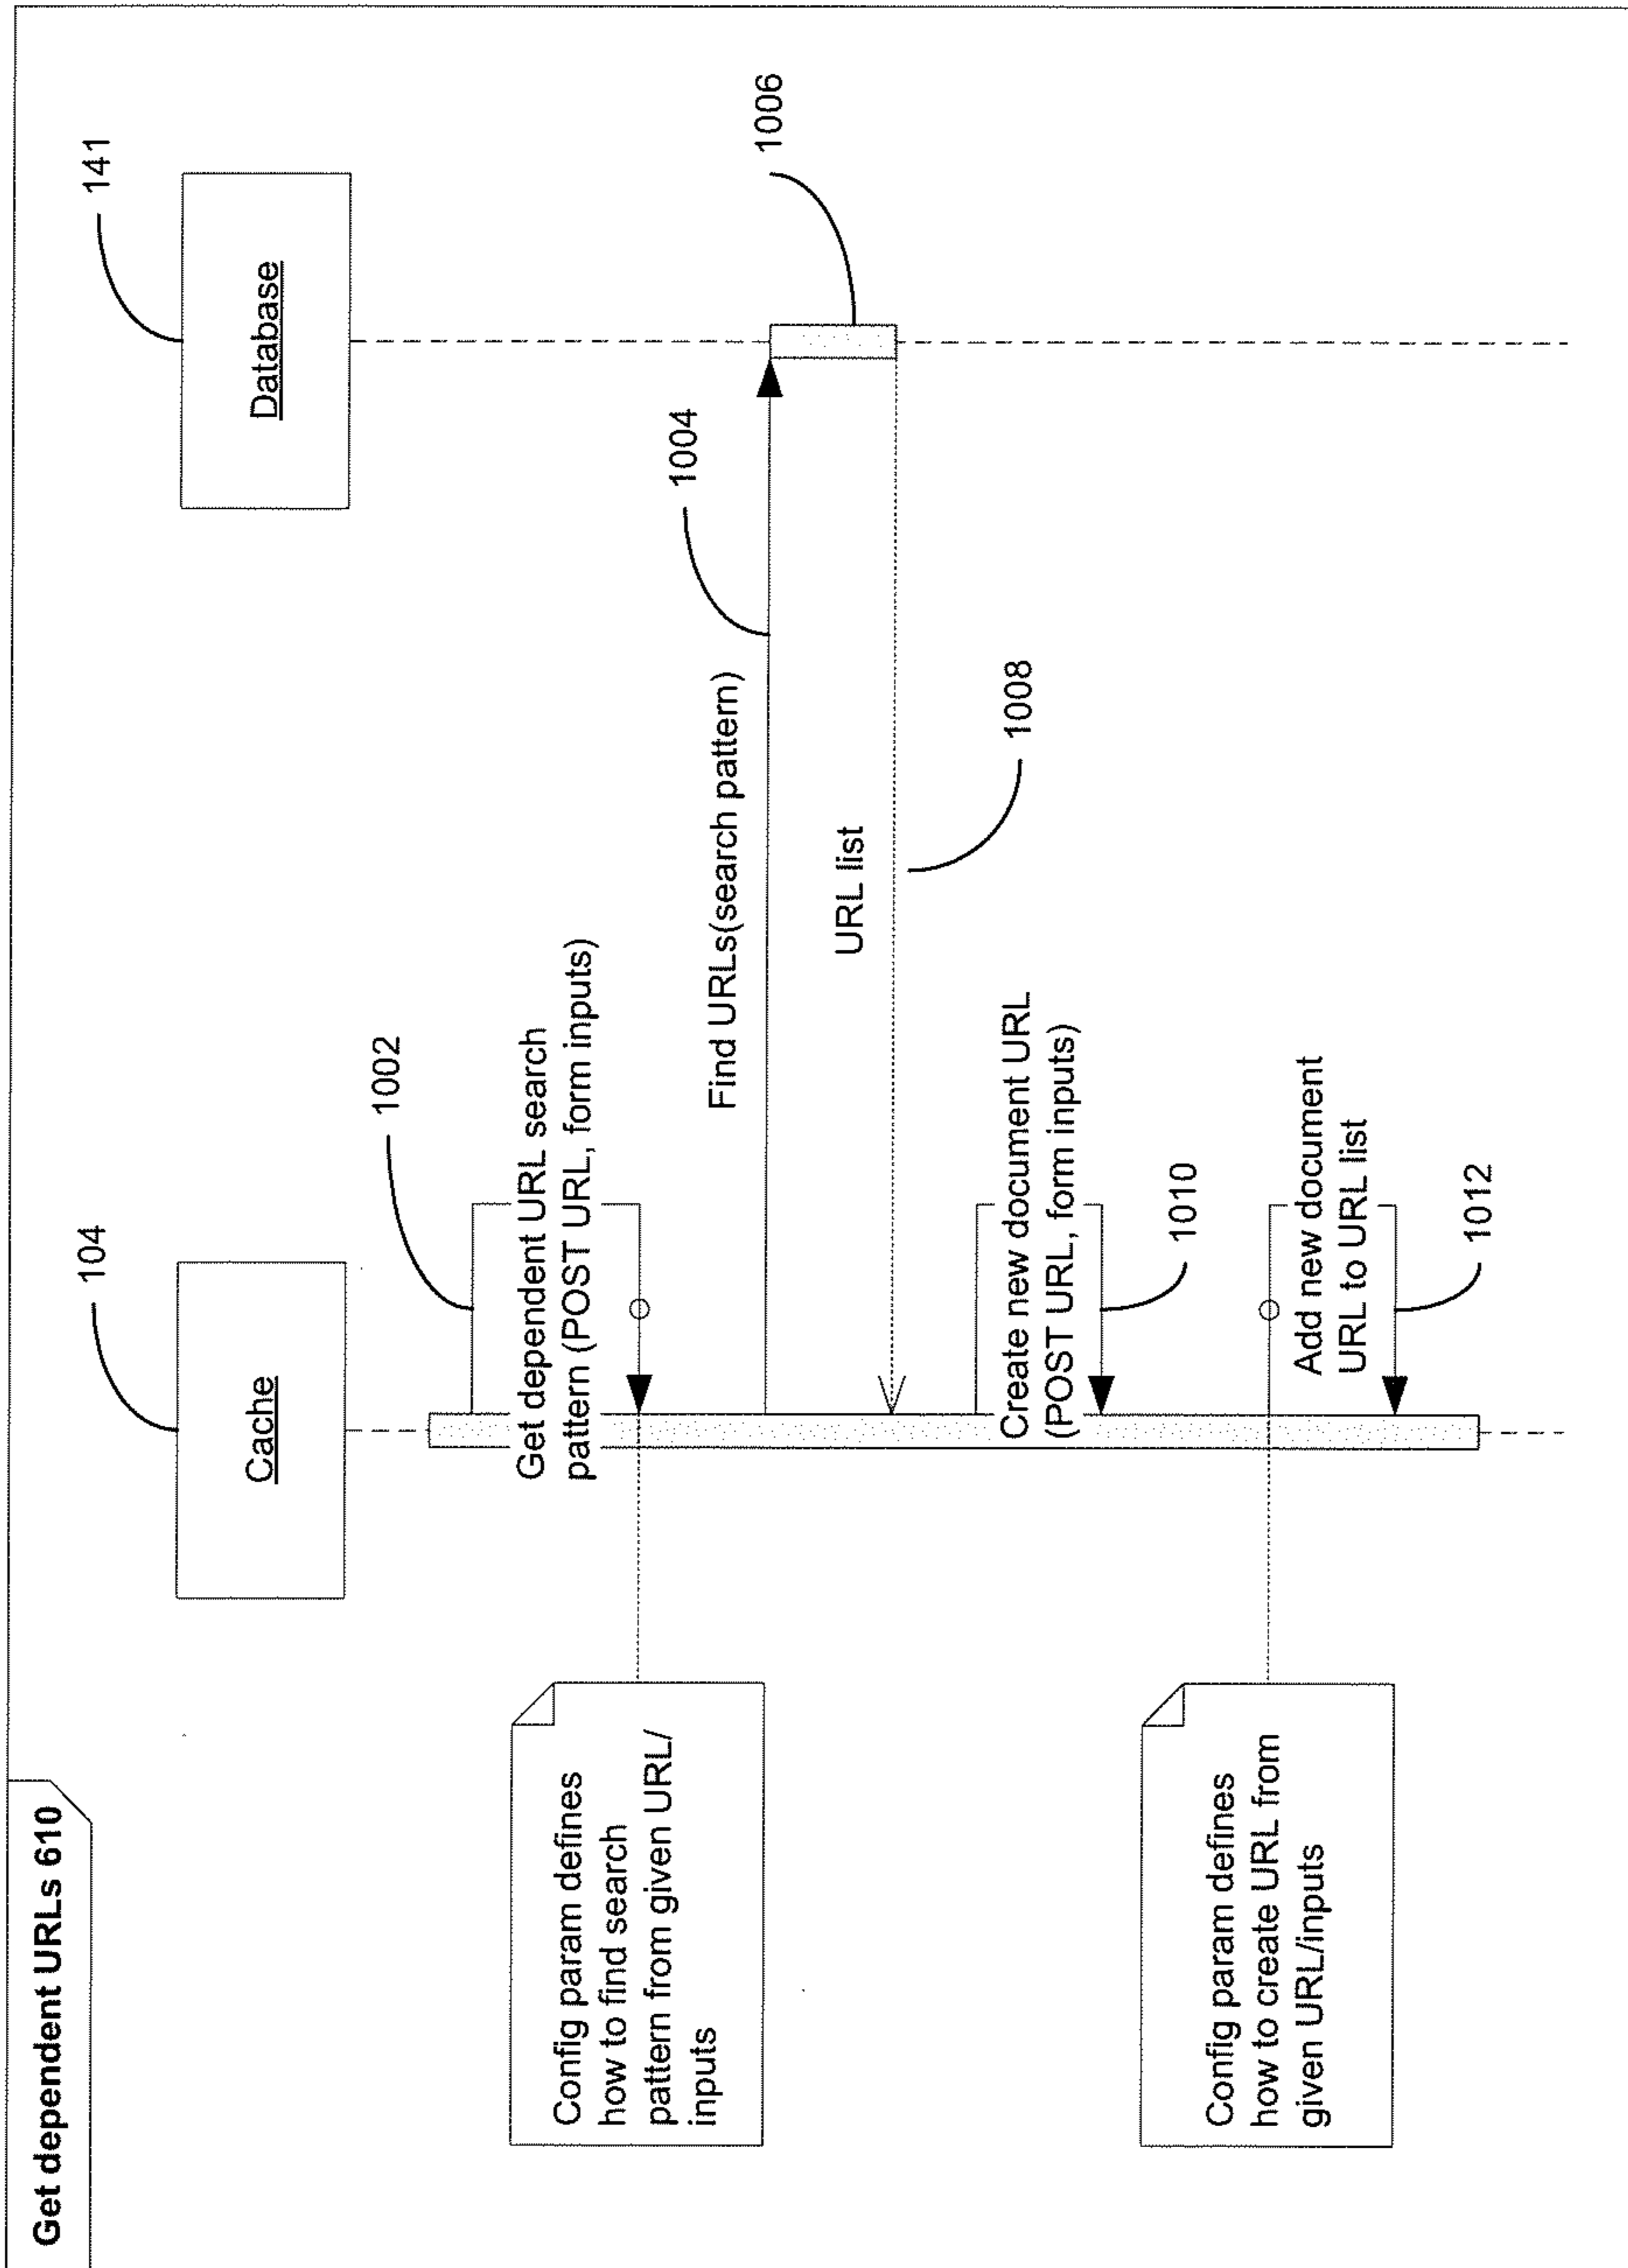 Get dependent URLs 610
104
Cache
141
Database
1002
Get dependent URL search
pattern (POST URL, form inputs)
Config param defines
how to find search
pattern from given URL/
inputs
Find URLs(search pattern)
1004
1006
URL list
1008
Create new document URL
(POST URL, form inputs)
1010
Config param defines
how to create URL from
given URL/inputs
Add new document
URL to URL list
1012